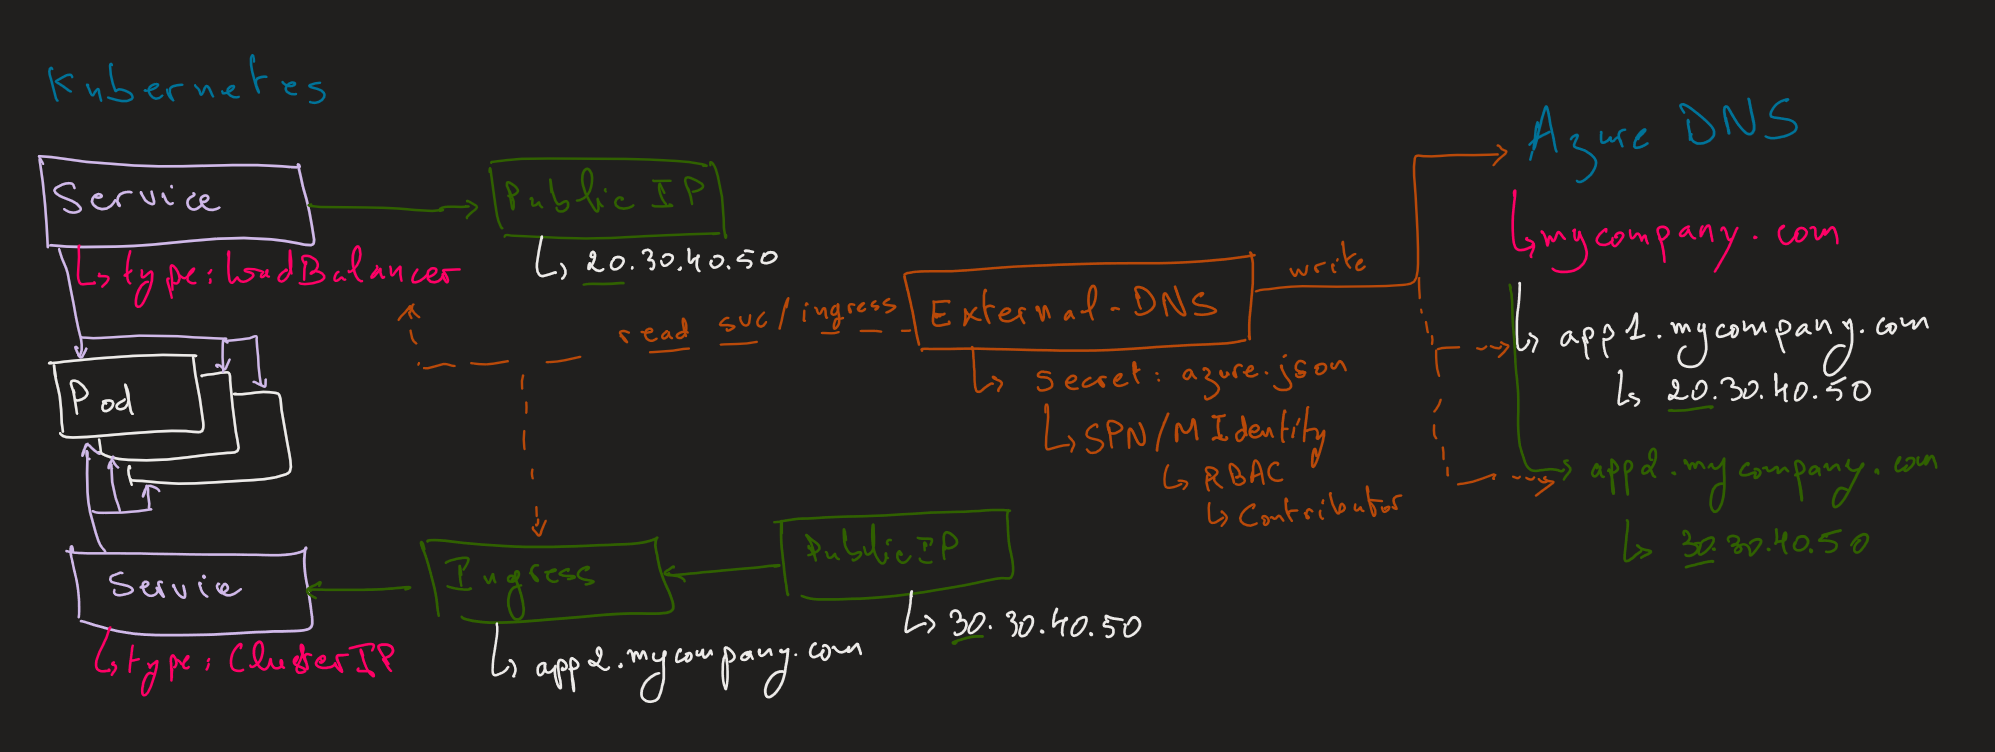 Kubernetes
Service
type: LoadBalancer
Public IP
20.30.40.50
Pod
Servie
type: ClusterIP
Ingress
app2.mycompany.com
Public IP
30.30.40.50
read svc/ingress
External-DNS
write
Secret: azure.json
SPN/M Identity
RBAC
Contributor
Azure DNS
mycompany.com
app1.mycompany.com
20.30.40.50
app2.mycompany.com
30.30.40.50